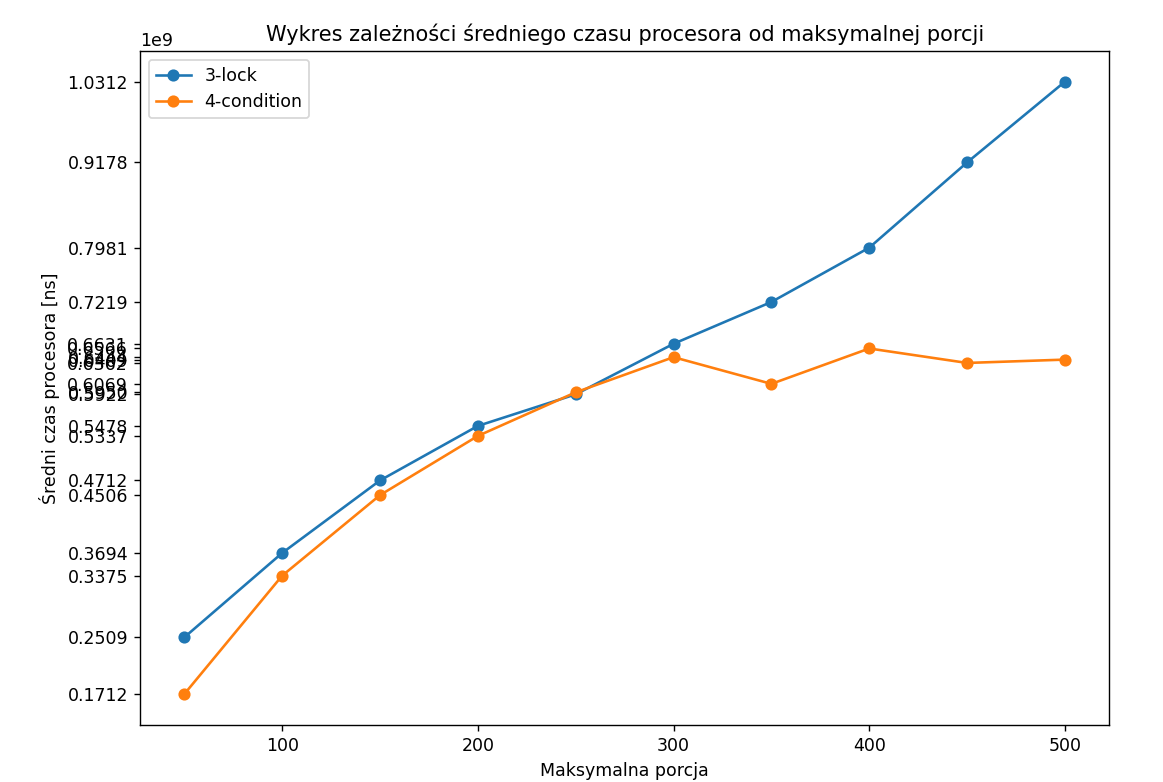 Wykres zależności średniego czasu procesora od maksymalnej porcji
1e9
3-lock
4-condition
1.0312
0.9178
0.7981
0.7219
0.6631
0.6069
0.5478
0.5337
0.4712
0.4506
0.3694
0.3375
0.2509
0.1712
Średni czas procesora [ns]
100 200 300 400 500
Maksymalna porcja